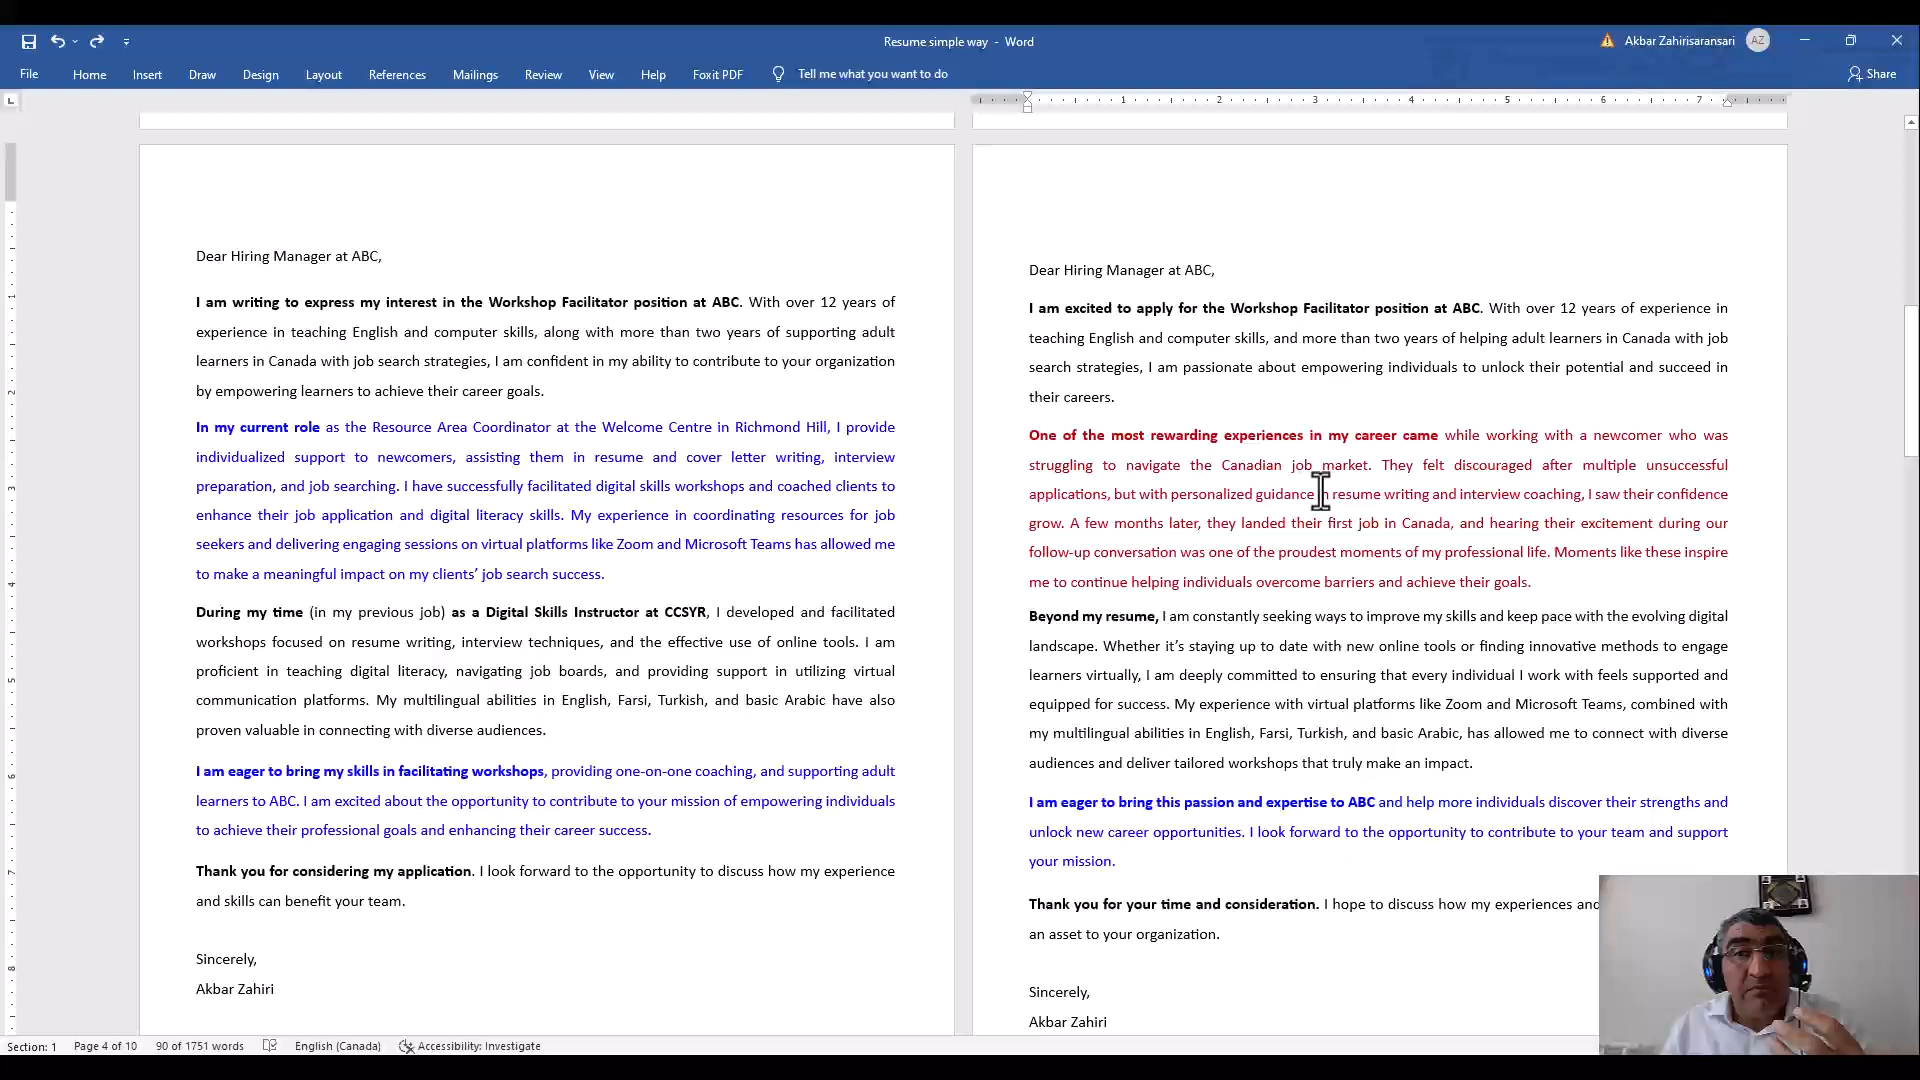 Resume simple way - Word
Akbar Zahirisaransari
AZ
File Home Insert Draw Design Layout References Mailings Review View Help Foxit PDF Tell me what you want to do
Share
1 2 3 4 5 6 7
Dear Hiring Manager at ABC,
I am writing to express my interest in the Workshop Facilitator position at ABC. With over 12 years of
experience in teaching English and computer skills, along with more than two years of supporting adult
learners in Canada with job search strategies, I am confident in my ability to contribute to your organization
by empowering learners to achieve their career goals.
In my current role as the Resource Area Coordinator at the Welcome Centre in Richmond Hill, I provide
individualized support to newcomers, assisting them in resume and cover letter writing, interview
preparation, and job searching. I have successfully facilitated digital skills workshops and coached clients to
enhance their job application and digital literacy skills. My experience in coordinating resources for job
seekers and delivering engaging sessions on virtual platforms like Zoom and Microsoft Teams has allowed me
to make a meaningful impact on my clients’ job search success.
During my time (in my previous job) as a Digital Skills Instructor at CCSYR, I developed and facilitated
workshops focused on resume writing, interview techniques, and the effective use of online tools. I am
proficient in teaching digital literacy, navigating job boards, and providing support in utilizing virtual
communication platforms. My multilingual abilities in English, Farsi, Turkish, and basic Arabic have also
proven valuable in connecting with diverse audiences.
I am eager to bring my skills in facilitating workshops, providing one-on-one coaching, and supporting adult
learners to ABC. I am excited about the opportunity to contribute to your mission of empowering individuals
to achieve their professional goals and enhancing their career success.
Thank you for considering my application. I look forward to the opportunity to discuss how my experience
and skills can benefit your team.
Sincerely,
Akbar Zahiri
Dear Hiring Manager at ABC,
I am excited to apply for the Workshop Facilitator position at ABC. With over 12 years of experience in
teaching English and computer skills, and more than two years of helping adult learners in Canada with job
search strategies, I am passionate about empowering individuals to unlock their potential and succeed in
their careers.
One of the most rewarding experiences in my career came while working with a newcomer who was
struggling to navigate the Canadian job market. They felt discouraged after multiple unsuccessful
applications, but with personalized guidance in resume writing and interview coaching, I saw their confidence
grow. A few months later, they landed their first job in Canada, and hearing their excitement during our
follow-up conversation was one of the proudest moments of my professional life. Moments like these inspire
me to continue helping individuals overcome barriers and achieve their goals.
Beyond my resume, I am constantly seeking ways to improve my skills and keep pace with the evolving digital
landscape. Whether it’s staying up to date with new online tools or finding innovative methods to engage
learners virtually, I am deeply committed to ensuring that every individual I work with feels supported and
equipped for success. My experience with virtual platforms like Zoom and Microsoft Teams, combined with
my multilingual abilities in English, Farsi, Turkish, and basic Arabic, has allowed me to connect with diverse
audiences and deliver tailored workshops that truly make an impact.
I am eager to bring this passion and expertise to ABC and help more individuals discover their strengths and
unlock new career opportunities. I look forward to the opportunity to contribute to your team and support
your mission.
Thank you for your time and consideration. I hope to discuss how my experiences and
an asset to your organization.
Sincerely,
Akbar Zahiri
1
2
3
4
5
6
7
8
Section: 1 Page 4 of 10 90 of 1751 words English (Canada) Accessibility: Investigate